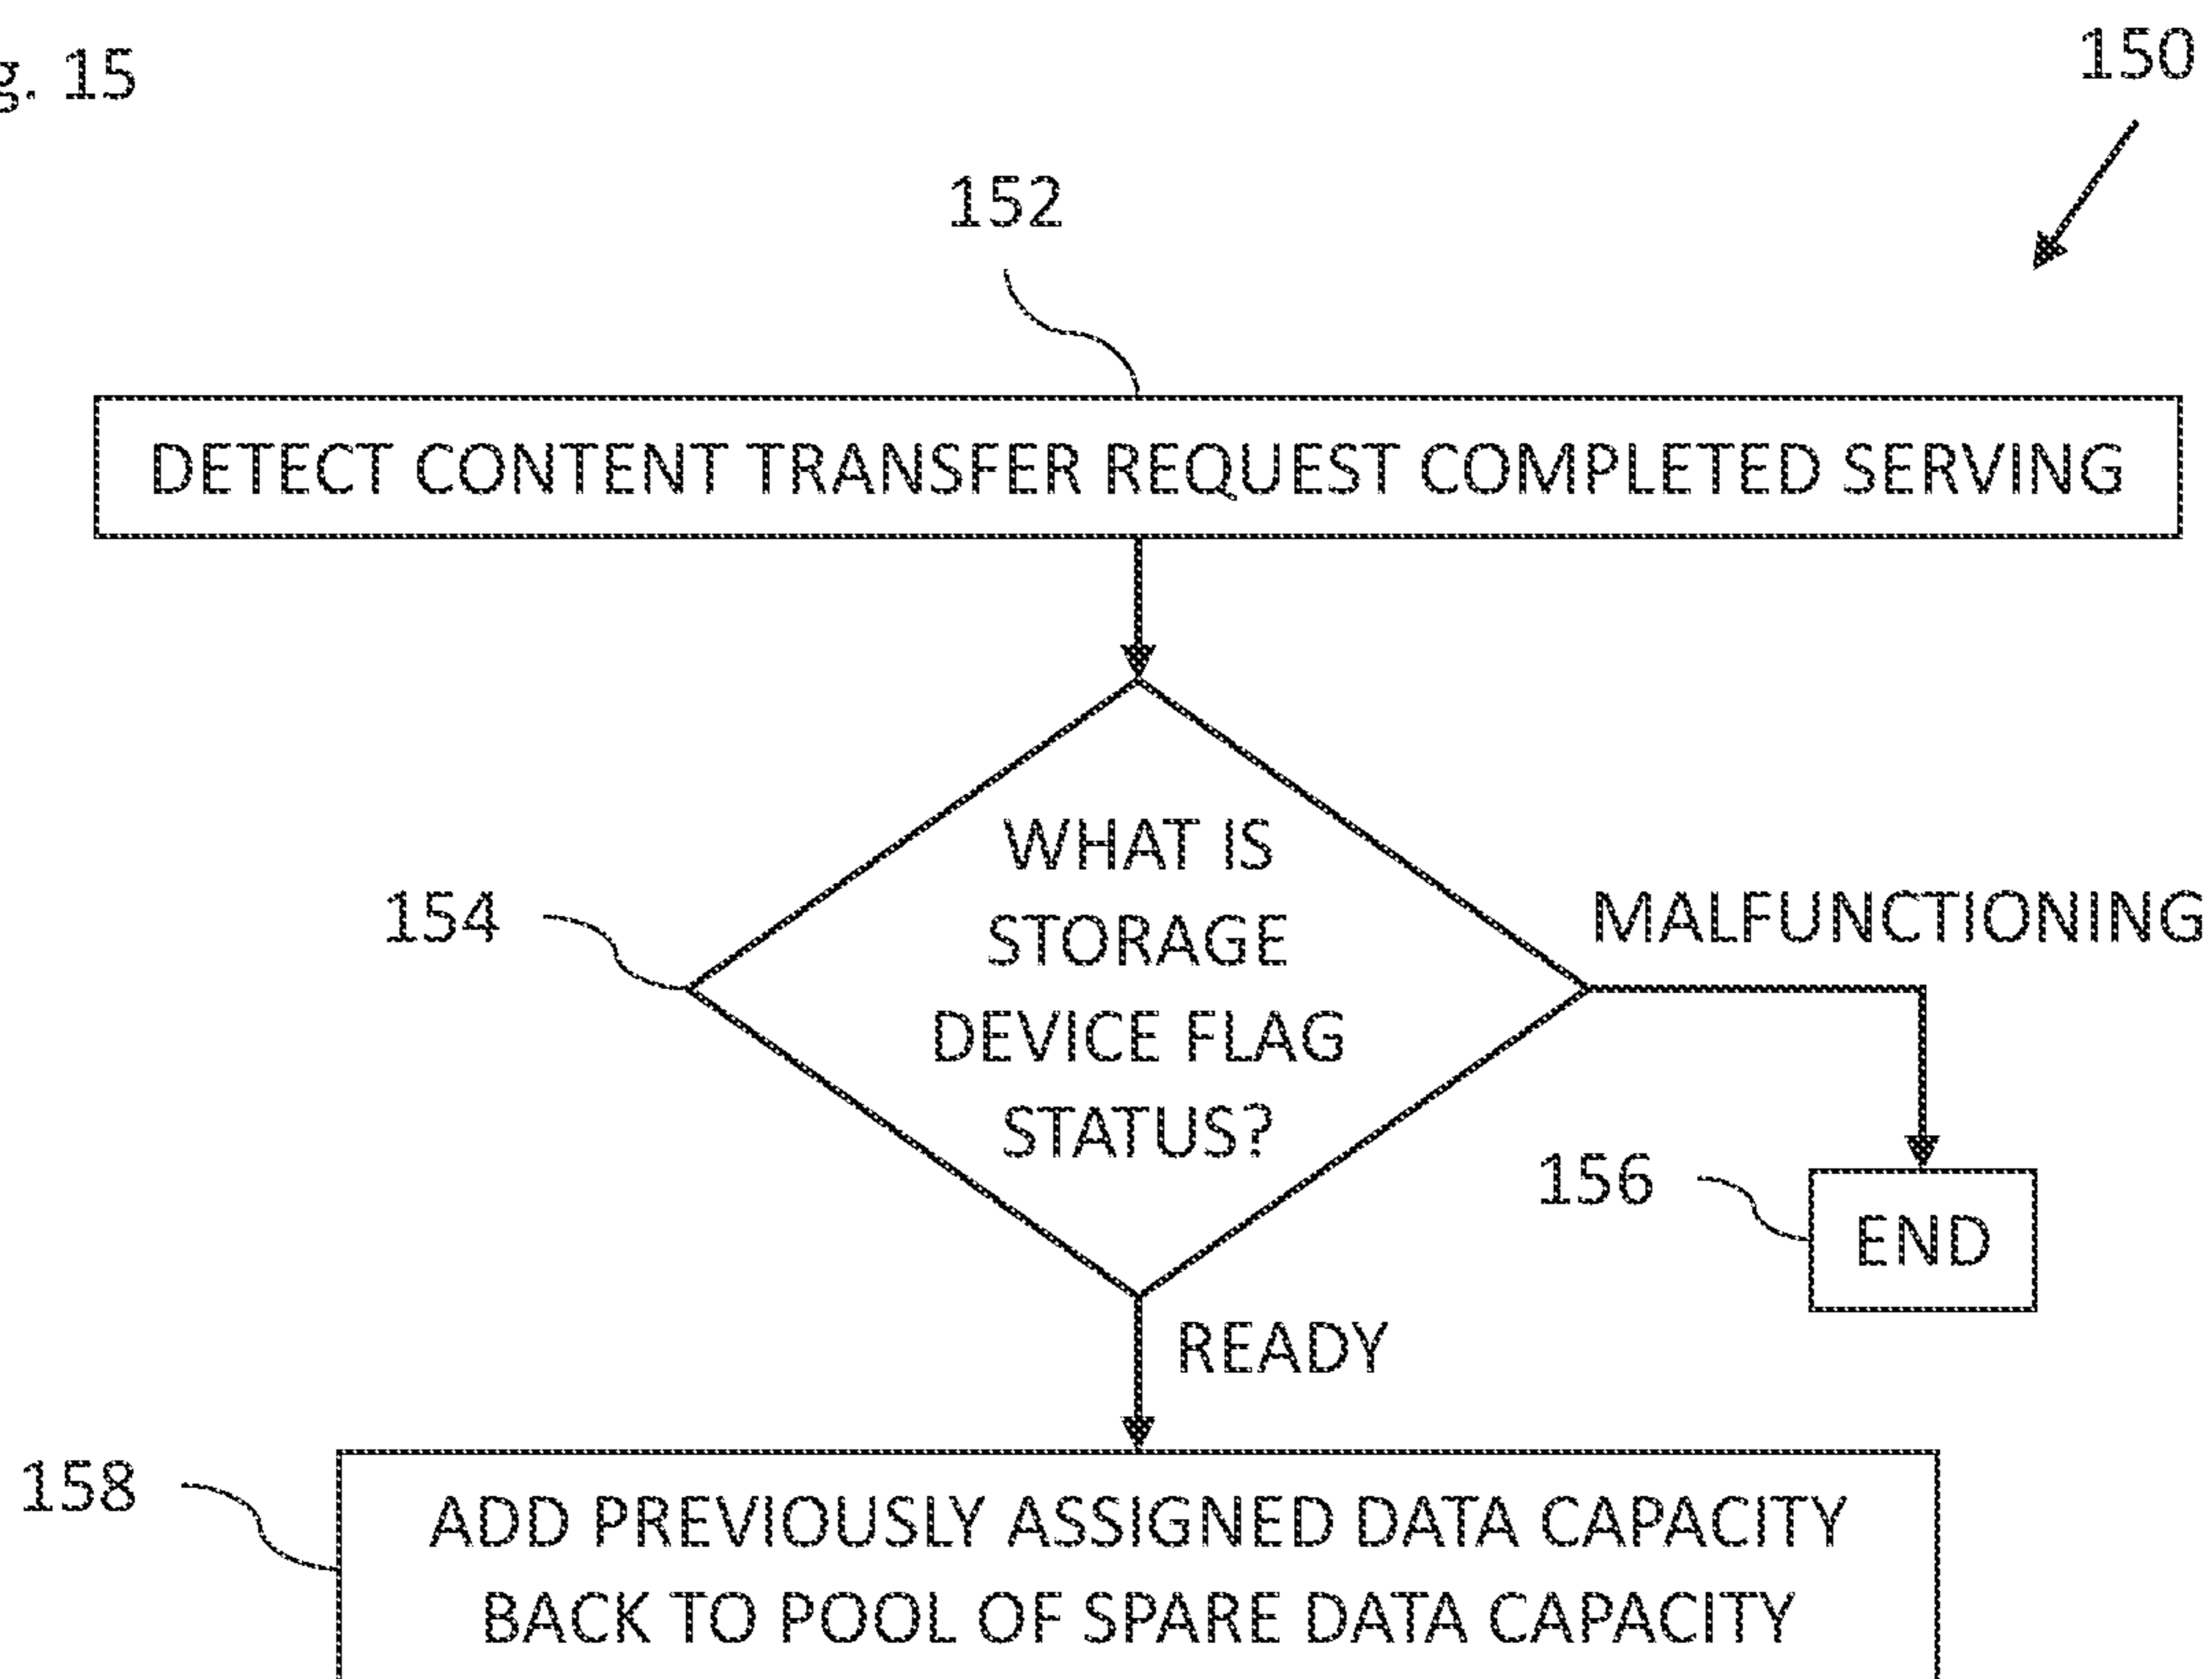 g. 15
150
152
DETECT CONTENT TRANSFER REQUEST COMPLETED SERVING
WHAT IS
STORAGE
DEVICE FLAG
STATUS?
154
MALFUNCTIONING
156
END
READY
158
ADD PREVIOUSLY ASSIGNED DATA CAPACITY
BACK TO POOL OF SPARE DATA CAPACITY